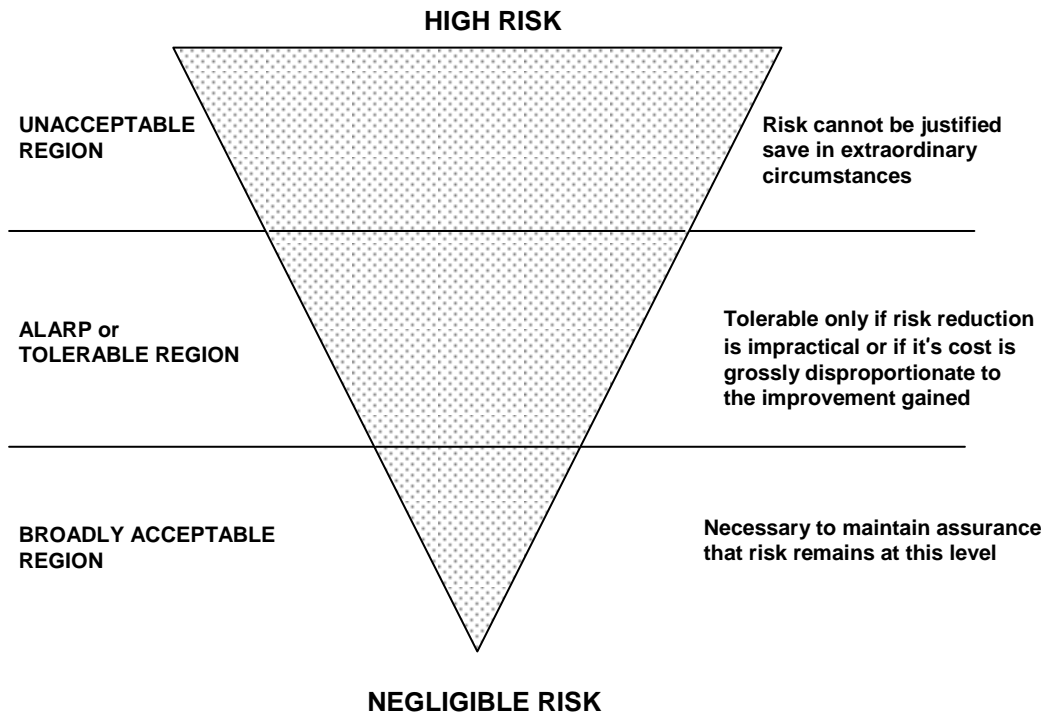 HIGH RISK
UNACCEPTABLE
REGION
Risk cannot be justified
save in extraordinary
circumstances
ALARP or
TOLERABLE REGION
Tolerable only if risk reduction
is impractical or if it's cost is
grossly disproportionate to
the improvement gained
BROADLY ACCEPTABLE
REGION
Necessary to maintain assurance
that risk remains at this level
NEGLIGIBLE RISK